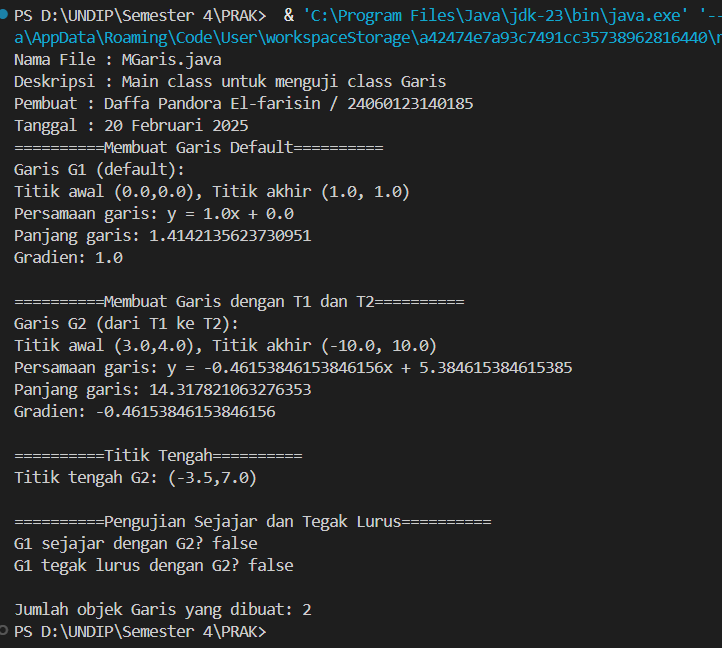 PS D:\UNDIP\Semester 4\PRAK>  & 'C:\Program Files\Java\jdk-23\bin\java.exe' '--
a\AppData\Roaming\Code\User\workspaceStorage\a42474e7a93c7491cc35738962816440\
Nama File : MGaris.java
Deskripsi : Main class untuk menguji class Garis
Pembuat : Daffa Pandora El-farisin / 24060123140185
Tanggal : 20 Februari 2025
==========Membuat Garis Default==========
Garis G1 (default):
Titik awal (0.0,0.0), Titik akhir (1.0, 1.0)
Persamaan garis: y = 1.0x + 0.0
Panjang garis: 1.4142135623730951
Gradien: 1.0
==========Membuat Garis dengan T1 dan T2==========
Garis G2 (dari T1 ke T2):
Titik awal (3.0,4.0), Titik akhir (-10.0, 10.0)
Persamaan garis: y = -0.46153846153846156x + 5.384615384615385
Panjang garis: 14.317821063276353
Gradien: -0.46153846153846156
==========Titik Tengah==========
Titik tengah G2: (-3.5,7.0)
==========Pengujian Sejajar dan Tegak Lurus==========
G1 sejajar dengan G2? false
G1 tegak lurus dengan G2? false
Jumlah objek Garis yang dibuat: 2
PS D:\UNDIP\Semester 4\PRAK>